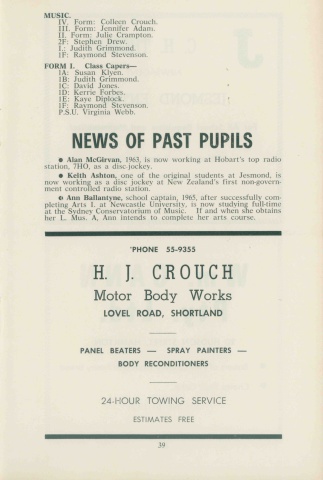 MUSIC.
IV. Form: Colleen Crouch.
III. Form: Jennifer Adam.
II. Form: Julie Crampton.
2F: Stephen Drew.
I.: Judith Grimmond.
1F: Raymond Stevenson.
FORM I. Class Capers—
1A: Susan Klyen.
1B: Judith Grimmond.
1C: David Jones.
1D: Kerrie Forbes.
1E: Kaye Diplock.
1F: Raymond Stevenson.
P.S.U. Virginia Webb.
NEWS OF PAST PUPILS
● Alan McGirvan, 1963, is now working at Hobart's top radio
station, 7HO, as a disc-jockey.
● Keith Ashton, one of the original students at Jesmond, is
now working as a disc jockey at New Zealand's first non-govern-
ment controlled radio station.
● Ann Ballantyne, school captain, 1965, after successfully com-
pleting Arts I. at Newcastle University, is now studying full-time
at the Sydney Conservatorium of Music. If and when she obtains
her L. Mus. A, Ann intends to complete her arts course.
'PHONE 55-9355
H. J. CROUCH
Motor Body Works
LOVEL ROAD, SHORTLAND
PANEL BEATERS — SPRAY PAINTERS —
BODY RECONDITIONERS
24-HOUR TOWING SERVICE
ESTIMATES FREE
39